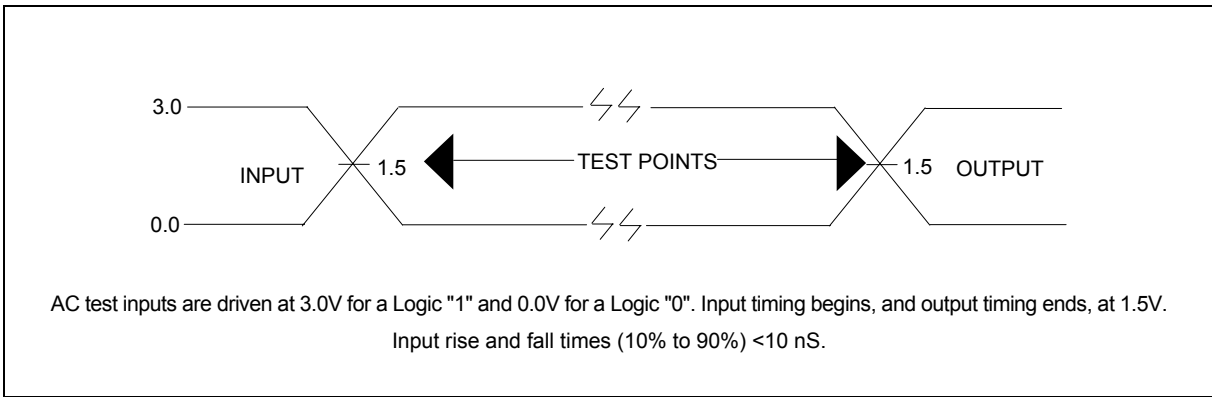 3.0
INPUT
1.5
TEST POINTS
1.5
OUTPUT
0.0
AC test inputs are driven at 3.0V for a Logic "1" and 0.0V for a Logic "0". Input timing begins, and output timing ends, at 1.5V.
Input rise and fall times (10% to 90%) <10 nS.